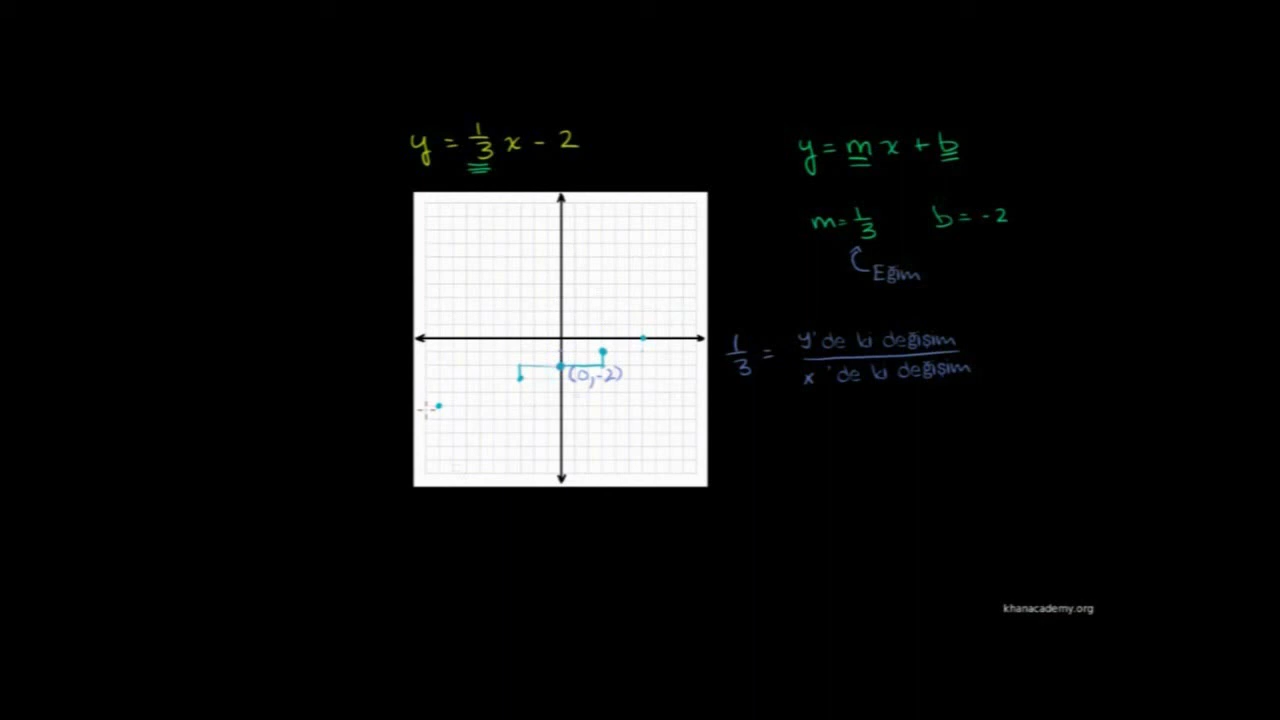 y = 1/3 x - 2
y = mx + b
m = 1/3 b = -2
Eğim
(0,-2)
1/3 = y'de ki değişim / x'de ki değişim
khanacademy.org